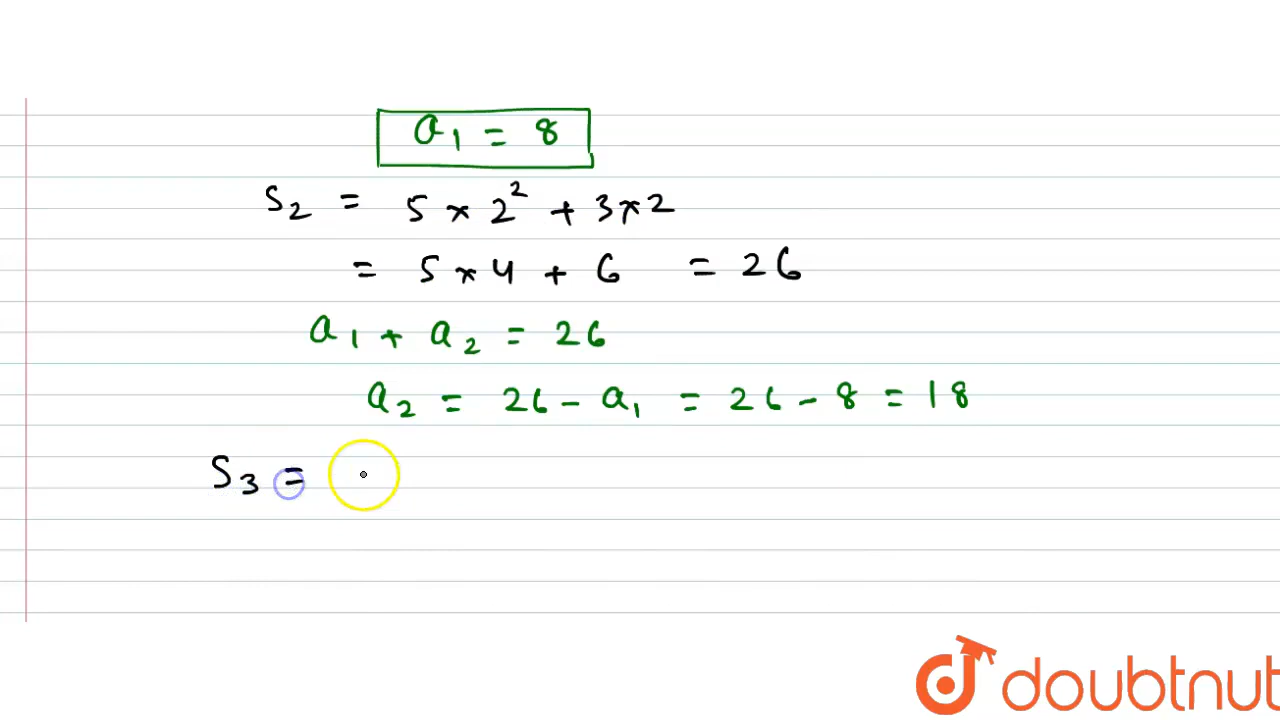 a₁ = 8
S₂ = 5 × 2² + 3×2
= 5 × 4 + 6 = 26
a₁ + a₂ = 26
a₂ = 26 - a₁ = 26 - 8 = 18
S₃ =
doubtnut